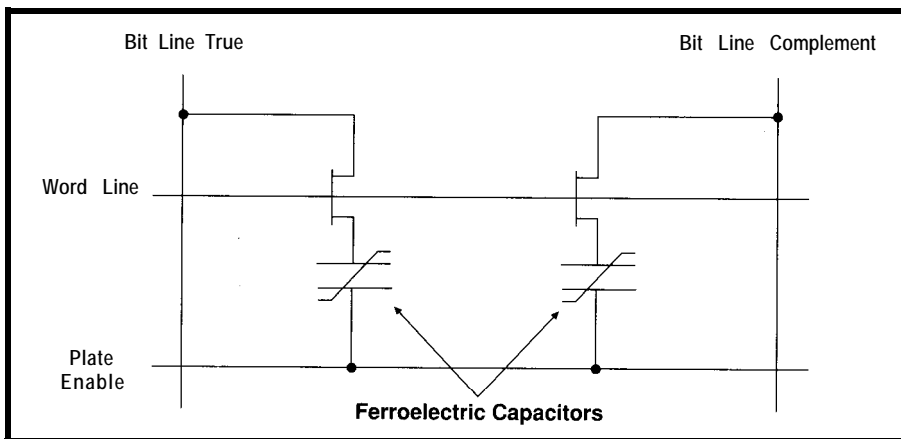 Bit Line True
Bit Line Complement
Word Line
Plate
Enable
Ferroelectric Capacitors